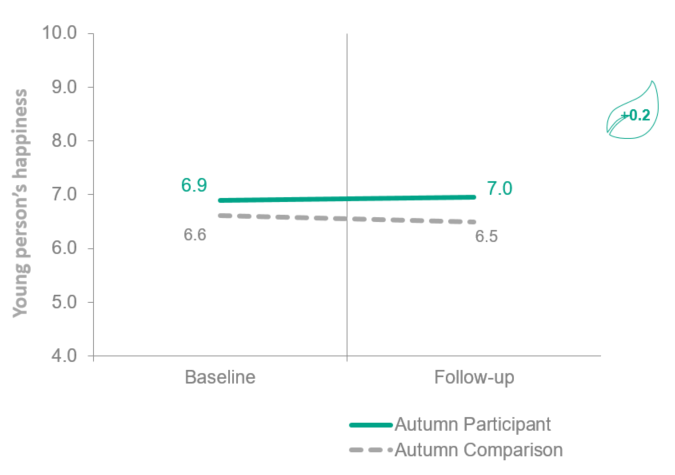 Young person's happiness
10.0
9.0
8.0
7.0
6.0
5.0
4.0
6.9
7.0
6.6
6.5
+0.2
Baseline
Follow-up
Autumn Participant
Autumn Comparison